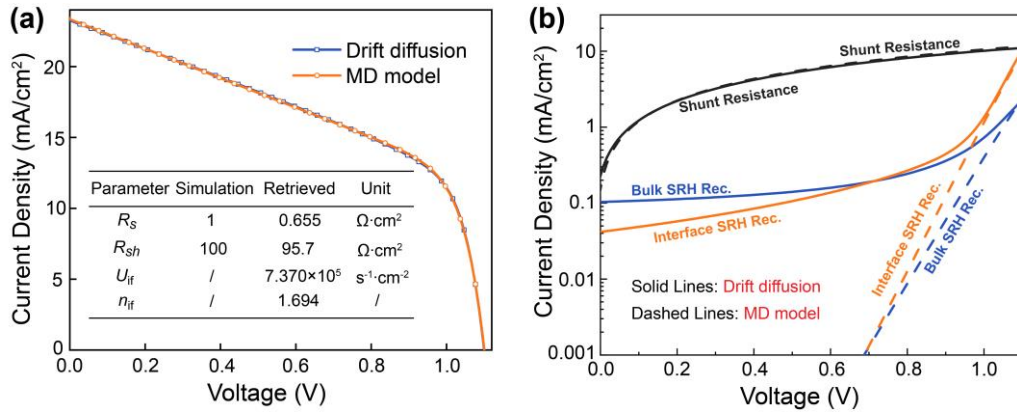 (a)
Current Density (mA/cm²)
20
15
10
5
0
Drift diffusion
MD model
Parameter Simulation Retrieved Unit
Rs 1 0.655 Ω·cm²
Rsh 100 95.7 Ω·cm²
Uif / 7.370×10⁵ s⁻¹·cm⁻²
nif / 1.694 /
0.0 0.2 0.4 0.6 0.8 1.0
Voltage (V)
(b)
Current Density (mA/cm²)
100
10
1
0.1
0.01
0.001
Shunt Resistance
Shunt Resistance
Bulk SRH Rec.
Interface SRH Rec.
Interface SRH Rec.
Bulk SRH Rec.
Solid Lines: Drift diffusion
Dashed Lines: MD model
0.0 0.2 0.4 0.6 0.8 1.0
Voltage (V)